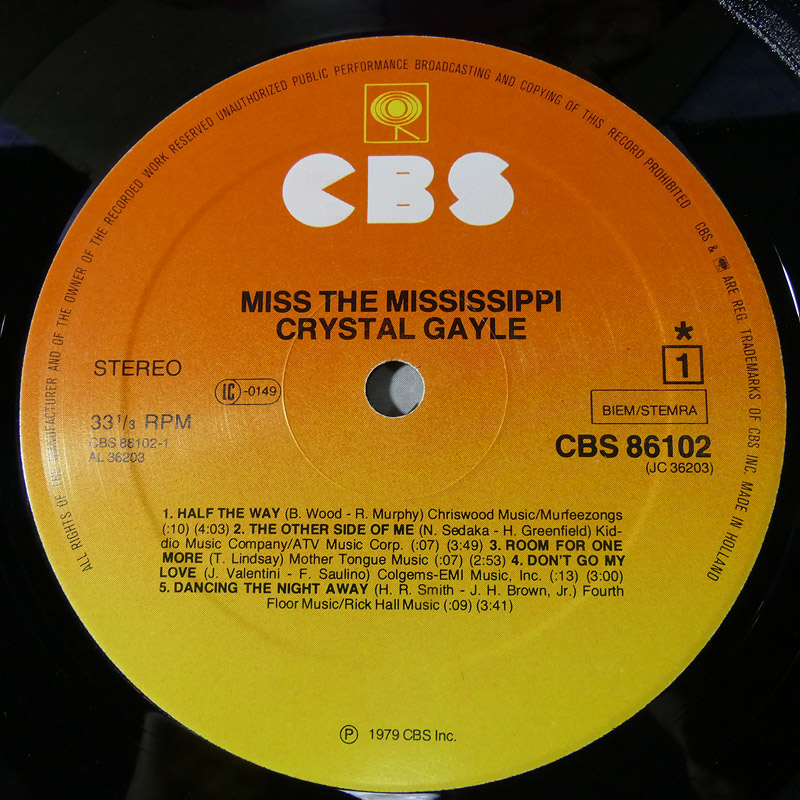 ALL RIGHTS OF THE MANUFACTURER AND OF THE OWNER OF THE RECORDED WORK RESERVED UNAUTHORIZED PUBLIC PERFORMANCE BROADCASTING AND COPYING OF THIS RECORD PROHIBITED
CBS & ARE REG. TRADEMARKS OF CBS INC. MADE IN HOLLAND
CBS
MISS THE MISSISSIPPI
CRYSTAL GAYLE
STEREO
LC -0149
33 1/3 RPM
CBS 86102-1
AL 36203
*
1
BIEM/STEMRA
CBS 86102
(JC 36203)
1. HALF THE WAY (B. Wood - R. Murphy) Chriswood Music/Murfeezongs
(:10) (4:03) 2. THE OTHER SIDE OF ME (N. Sedaka - H. Greenfield) Kid-
dio Music Company/ATV Music Corp. (:07) (3:49) 3. ROOM FOR ONE
MORE (T. Lindsay) Mother Tongue Music (:07) (2:53) 4. DON'T GO MY
LOVE (J. Valentini - F. Saulino) Colgems-EMI Music, Inc. (:13) (3:00)
5. DANCING THE NIGHT AWAY (H. R. Smith - J. H. Brown, Jr.) Fourth
Floor Music/Rick Hall Music (:09) (3:41)
Ⓟ 1979 CBS Inc.